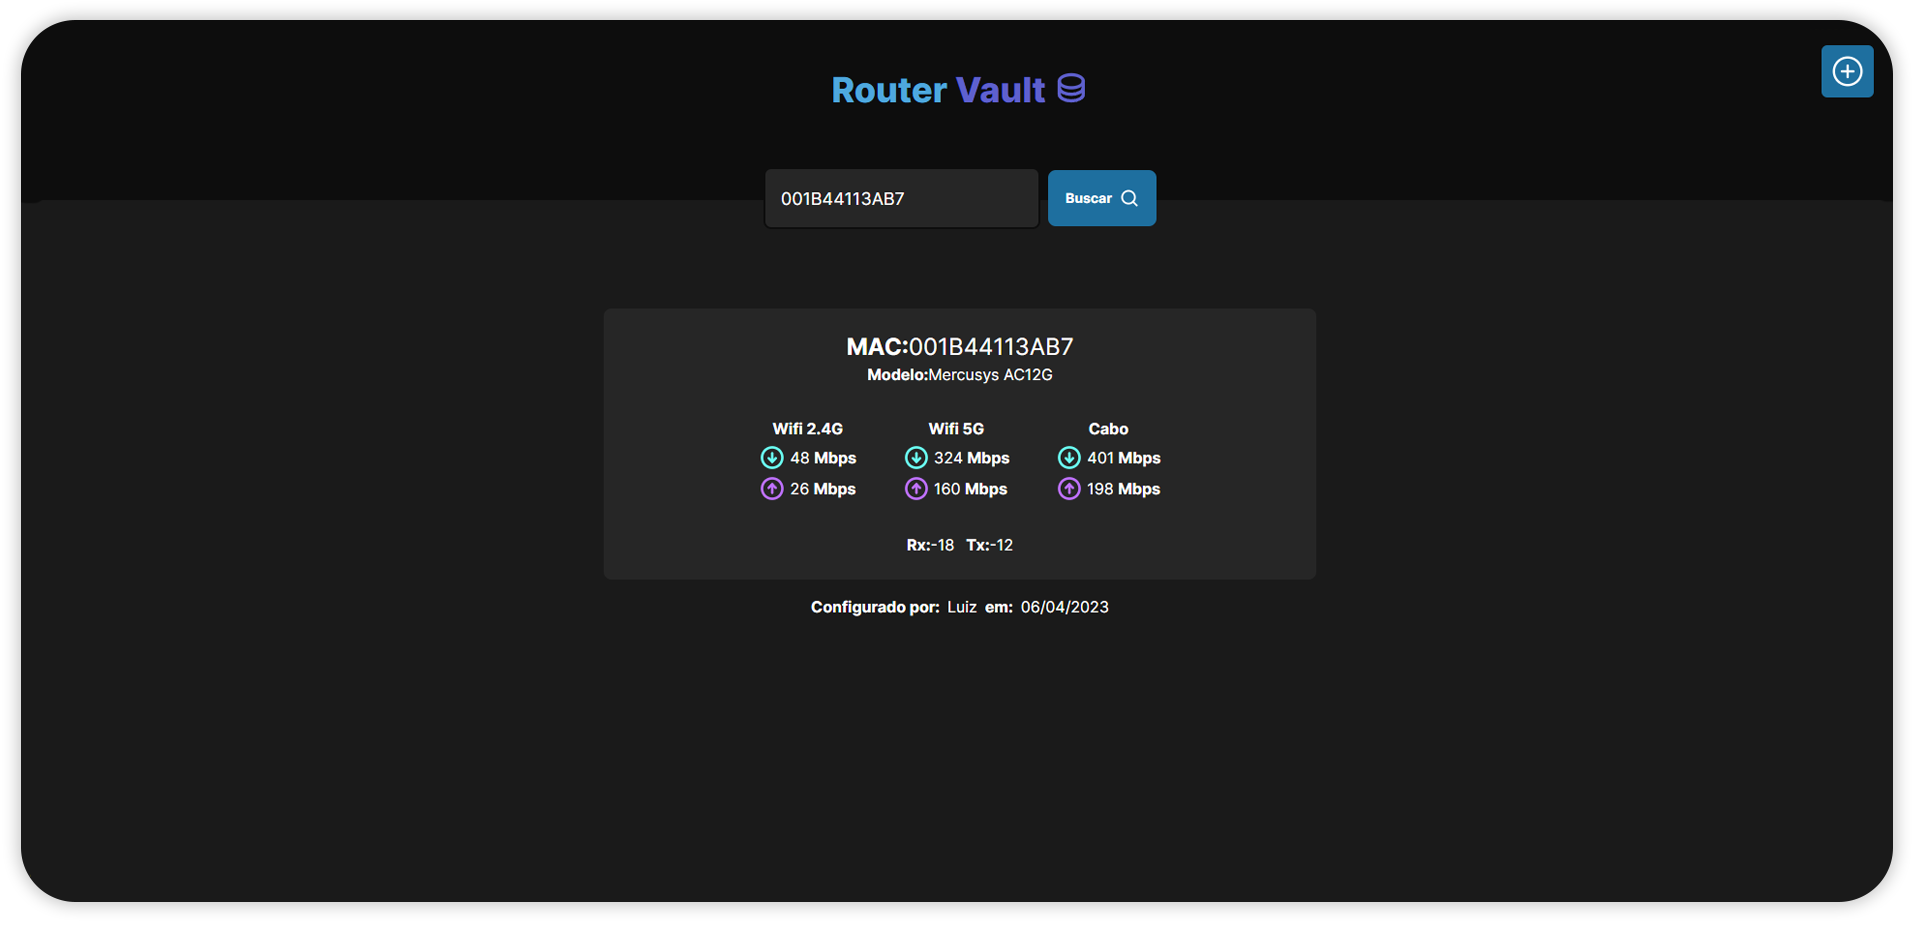 Router Vault
001B44113AB7
Buscar
MAC:001B44113AB7
Modelo:Mercusys AC12G
Wifi 2.4G Wifi 5G Cabo
48 Mbps 324 Mbps 401 Mbps
26 Mbps 160 Mbps 198 Mbps
Rx:-18 Tx:-12
Configurado por: Luiz em: 06/04/2023